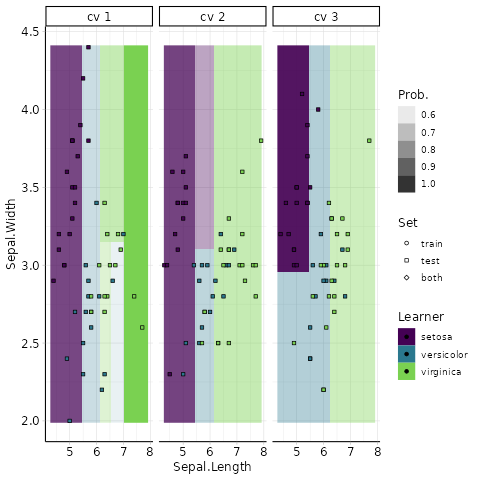 cv 1 cv 2 cv 3
4.5
4.0
3.5
3.0
2.5
2.0
Sepal.Width
5 6 7 8 5 6 7 8 5 6 7 8
Sepal.Length
Prob.
0.6
0.7
0.8
0.9
1.0
Set
train
test
both
Learner
setosa
versicolor
virginica